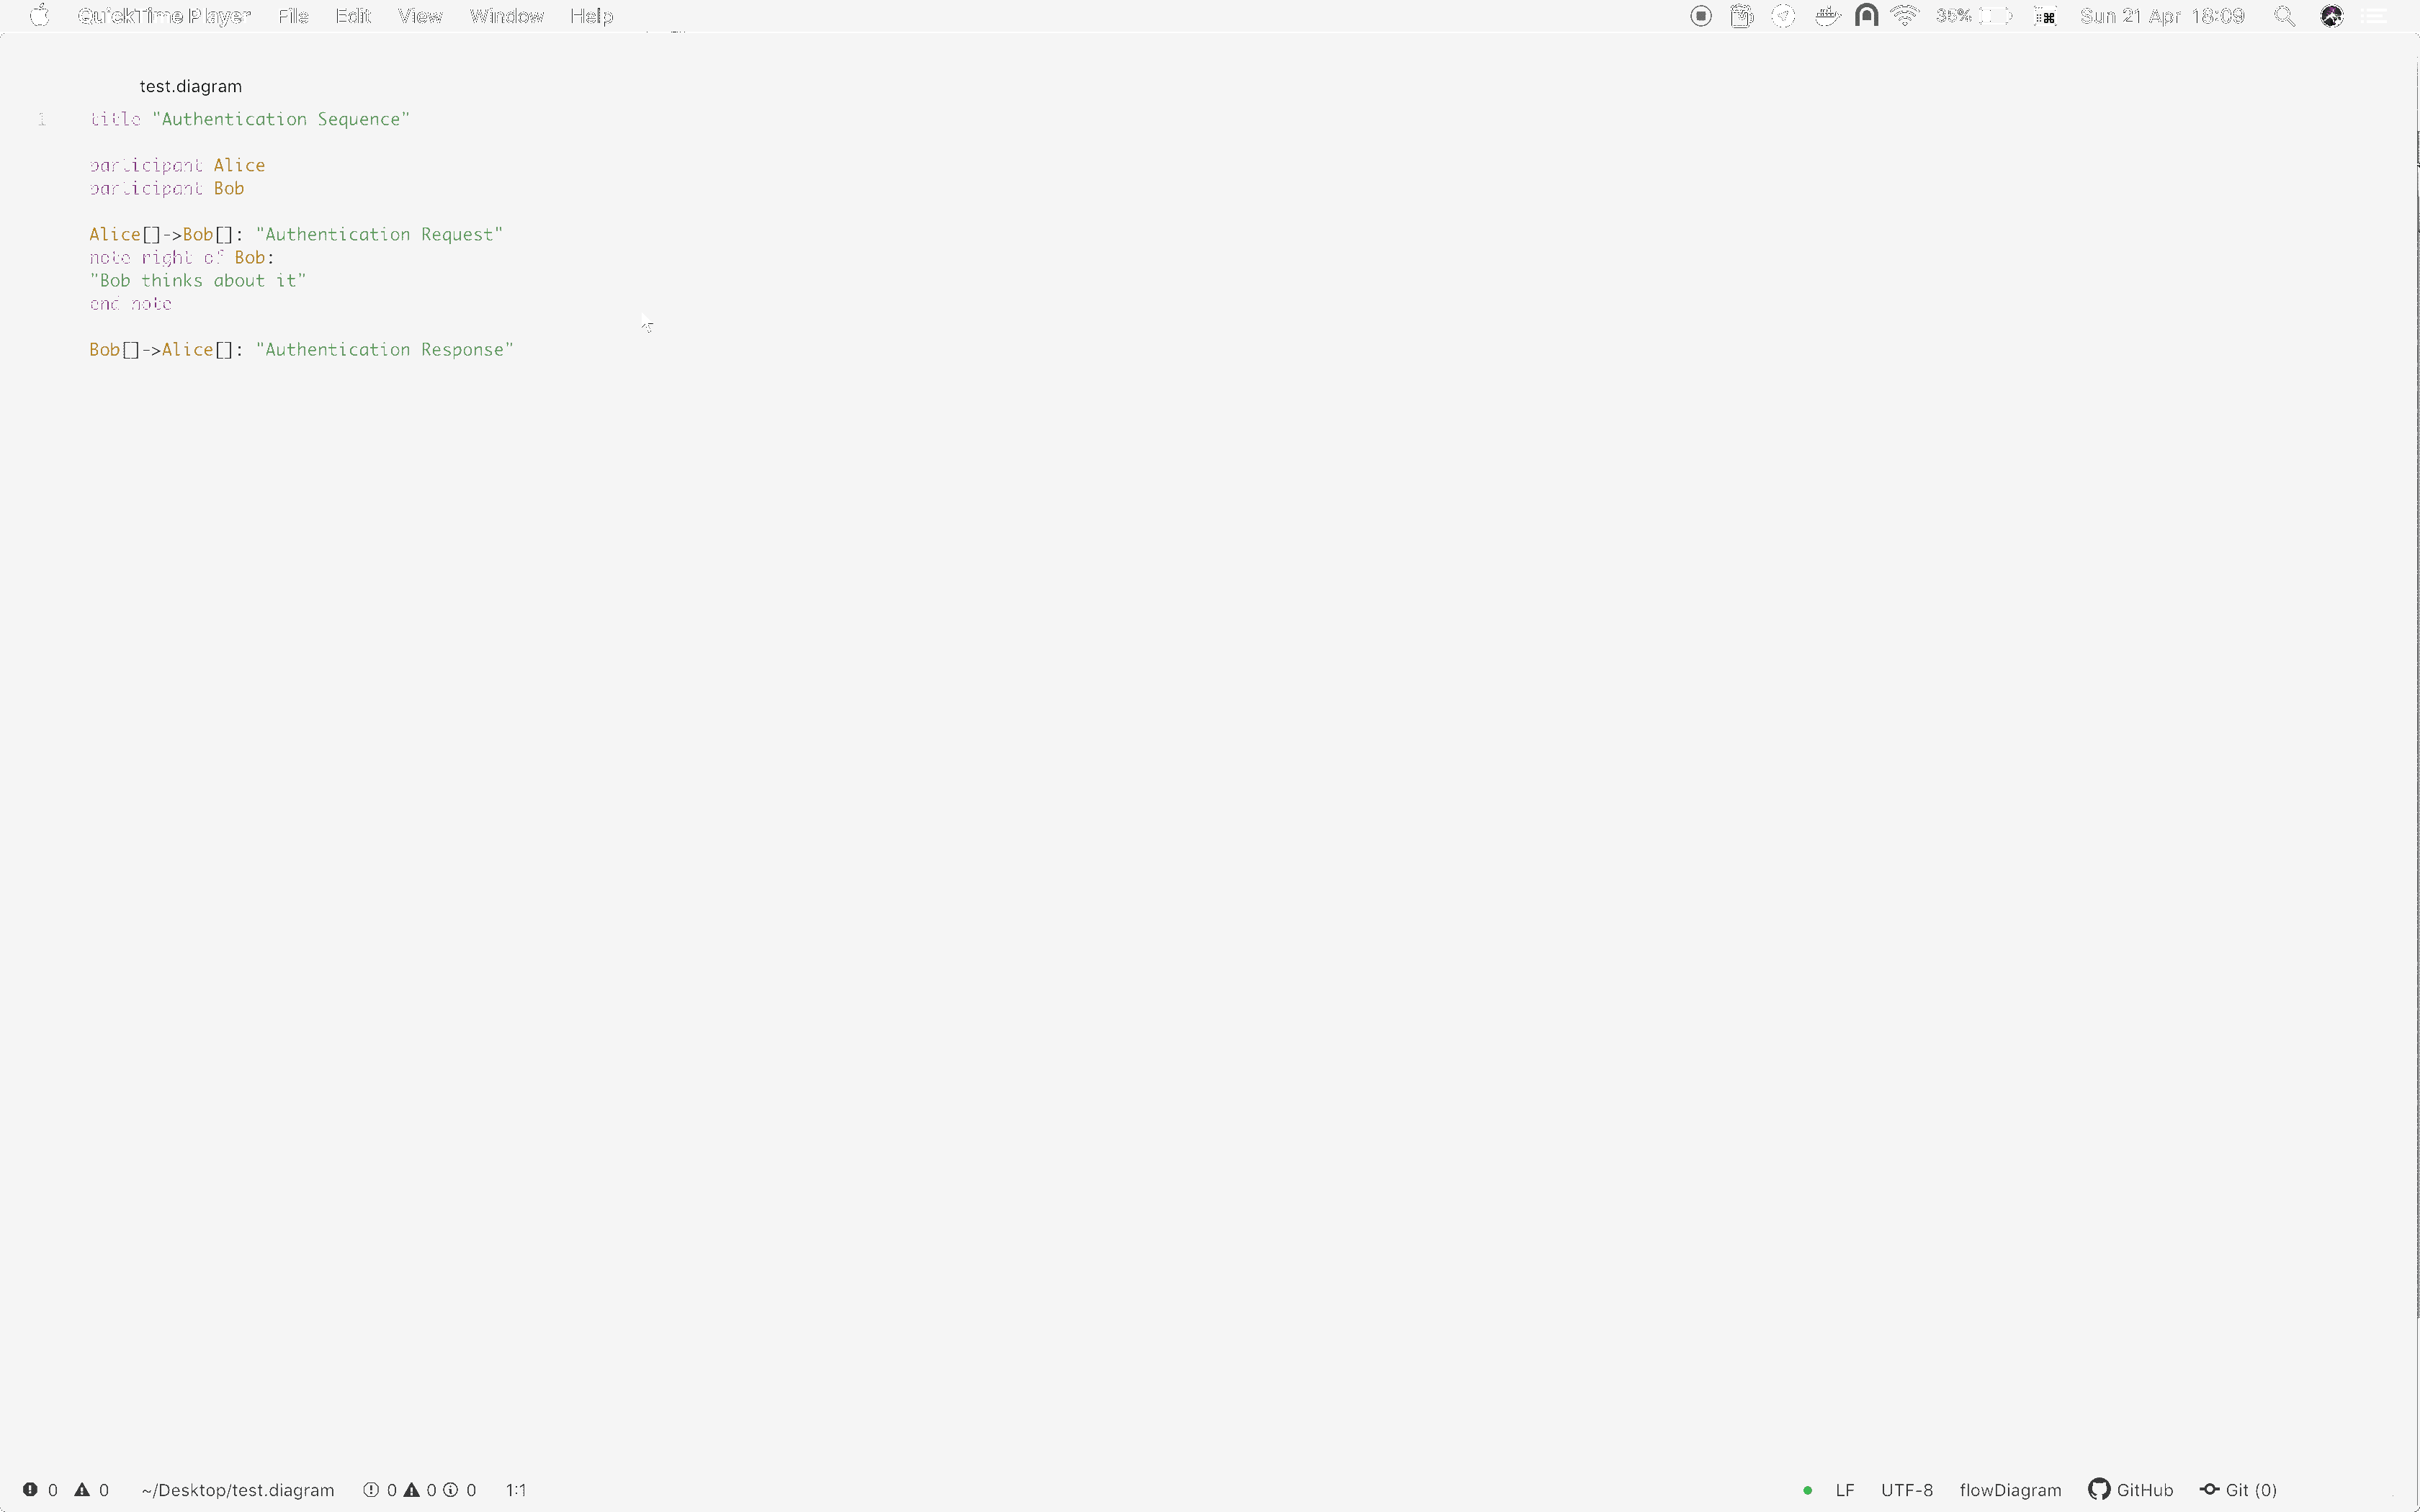 QuickTime Player File Edit View Window Help 35% Sun 21 Apr 18:09
test.diagram
1 title "Authentication Sequence"
participant Alice
participant Bob
Alice[]->Bob[]: "Authentication Request"
note right of Bob:
"Bob thinks about it"
end note
Bob[]->Alice[]: "Authentication Response"
0 0 ~/Desktop/test.diagram 0 0 0 1:1 LF UTF-8 flowDiagram GitHub Git (0)